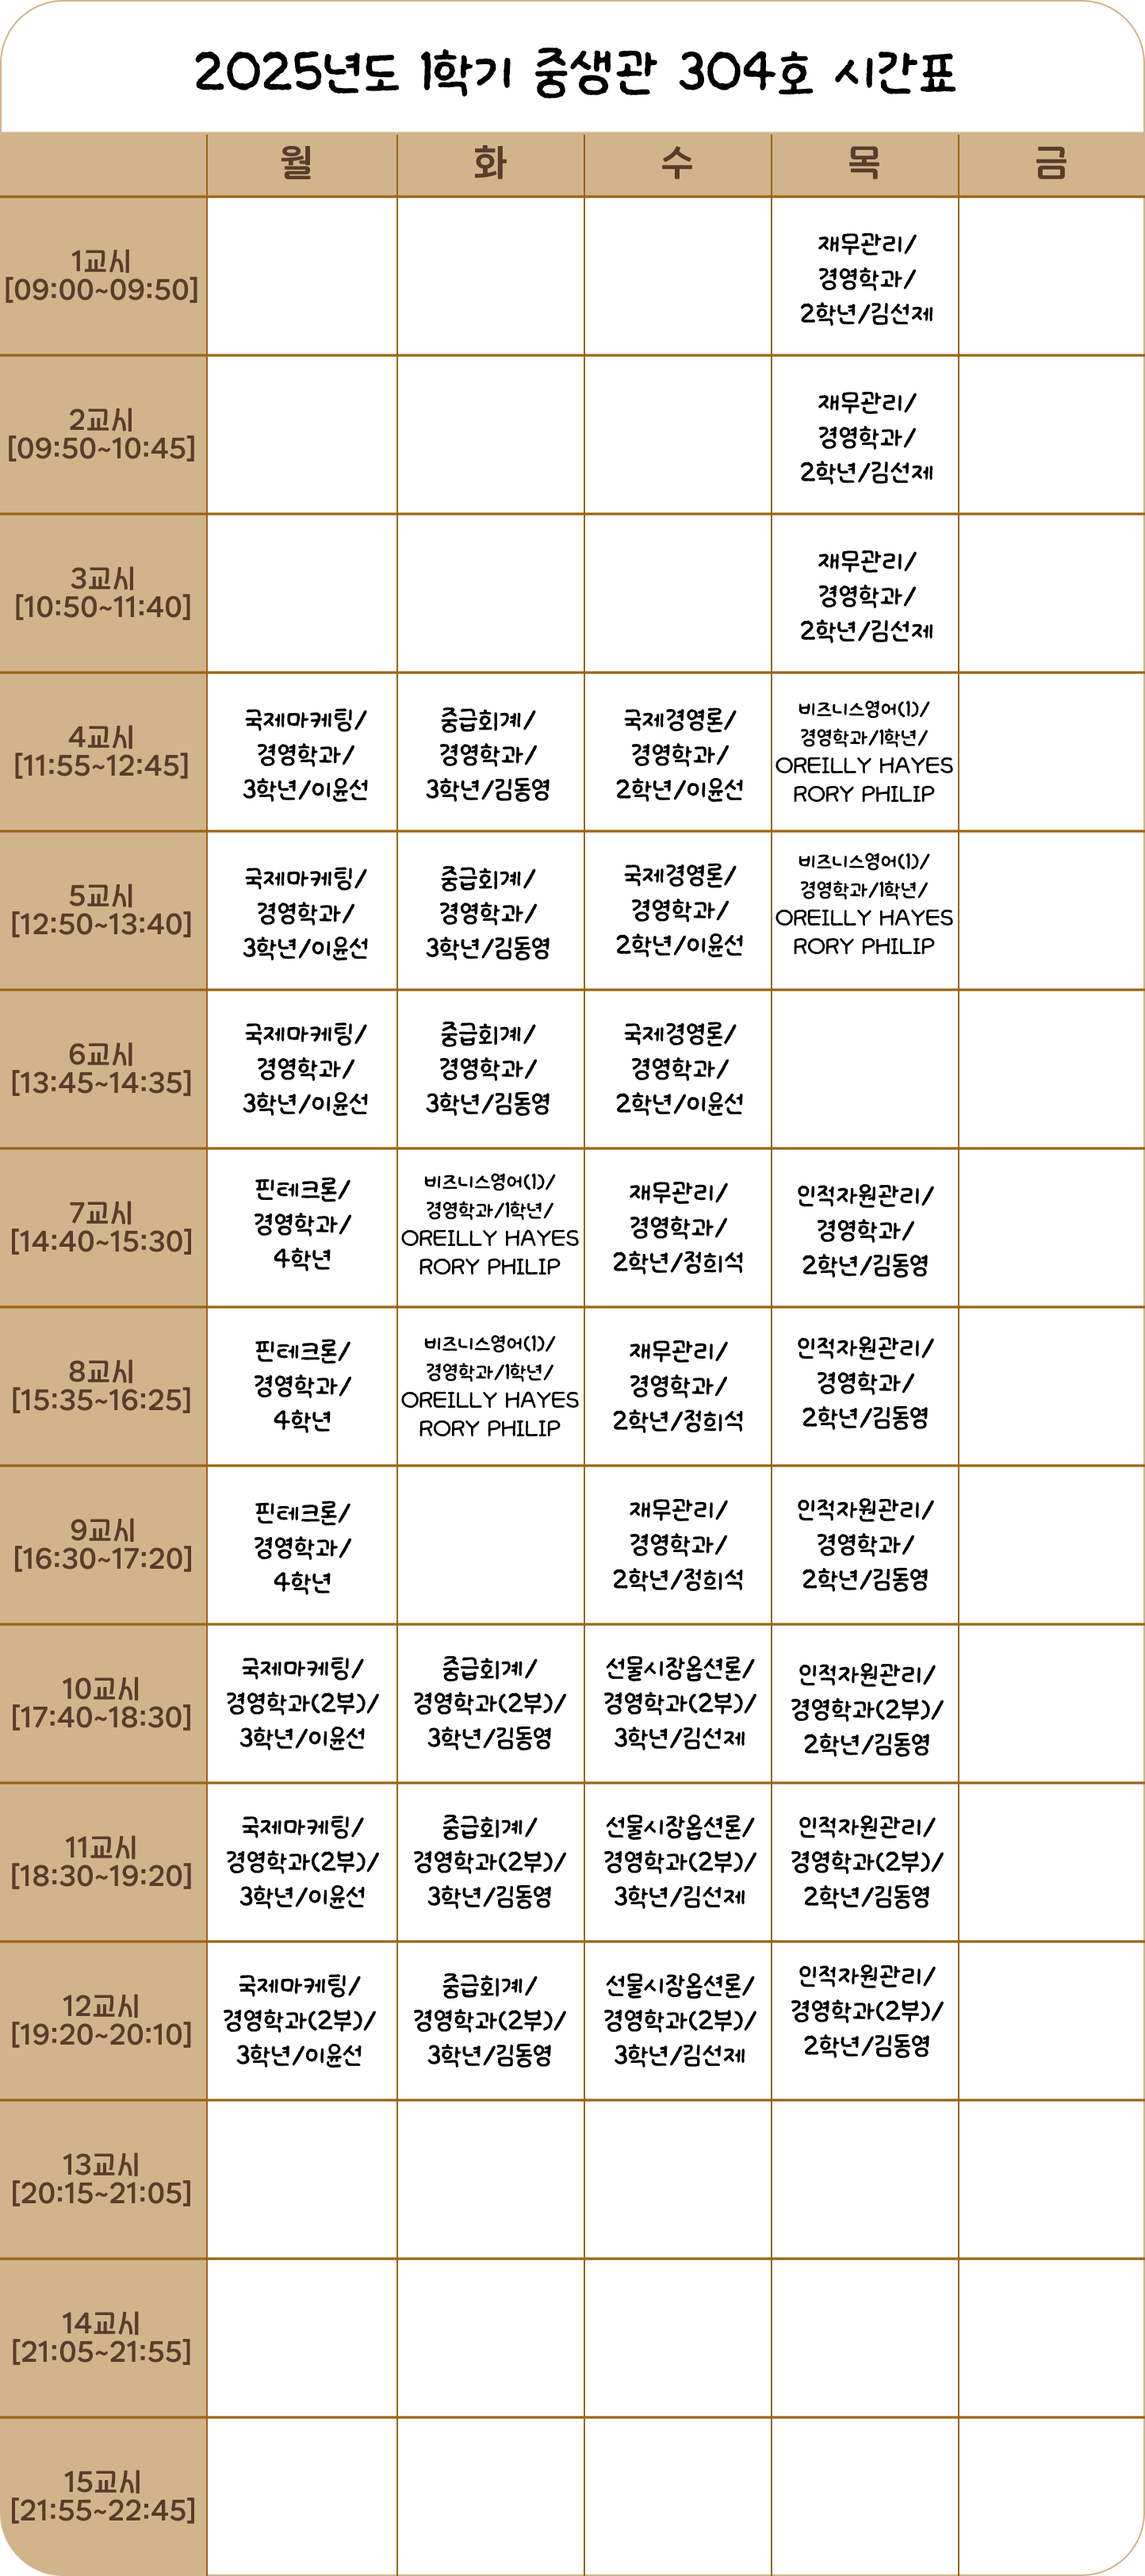 2025년도 1학기 중생관 304호 시간표
월 화 수 목 금
1교시
[09:00~09:50]
재무관리/
경영학과/
2학년/김선제
2교시
[09:50~10:45]
재무관리/
경영학과/
2학년/김선제
3교시
[10:50~11:40]
재무관리/
경영학과/
2학년/김선제
4교시
[11:55~12:45]
국제마케팅/
경영학과/
3학년/이윤선
중급회계/
경영학과/
3학년/김동영
국제경영론/
경영학과/
2학년/이윤선
비즈니스영어(1)/
경영학과/1학년/
OREILLY HAYES
RORY PHILIP
5교시
[12:50~13:40]
국제마케팅/
경영학과/
3학년/이윤선
중급회계/
경영학과/
3학년/김동영
국제경영론/
경영학과/
2학년/이윤선
비즈니스영어(1)/
경영학과/1학년/
OREILLY HAYES
RORY PHILIP
6교시
[13:45~14:35]
국제마케팅/
경영학과/
3학년/이윤선
중급회계/
경영학과/
3학년/김동영
국제경영론/
경영학과/
2학년/이윤선
7교시
[14:40~15:30]
핀테크론/
경영학과/
4학년
비즈니스영어(1)/
경영학과/1학년/
OREILLY HAYES
RORY PHILIP
재무관리/
경영학과/
2학년/정희석
인적자원관리/
경영학과/
2학년/김동영
8교시
[15:35~16:25]
핀테크론/
경영학과/
4학년
비즈니스영어(1)/
경영학과/1학년/
OREILLY HAYES
RORY PHILIP
재무관리/
경영학과/
2학년/정희석
인적자원관리/
경영학과/
2학년/김동영
9교시
[16:30~17:20]
핀테크론/
경영학과/
4학년
재무관리/
경영학과/
2학년/정희석
인적자원관리/
경영학과/
2학년/김동영
10교시
[17:40~18:30]
국제마케팅/
경영학과(2부)/
3학년/이윤선
중급회계/
경영학과(2부)/
3학년/김동영
선물시장옵션론/
경영학과(2부)/
3학년/김선제
인적자원관리/
경영학과(2부)/
2학년/김동영
11교시
[18:30~19:20]
국제마케팅/
경영학과(2부)/
3학년/이윤선
중급회계/
경영학과(2부)/
3학년/김동영
선물시장옵션론/
경영학과(2부)/
3학년/김선제
인적자원관리/
경영학과(2부)/
2학년/김동영
12교시
[19:20~20:10]
국제마케팅/
경영학과(2부)/
3학년/이윤선
중급회계/
경영학과(2부)/
3학년/김동영
선물시장옵션론/
경영학과(2부)/
3학년/김선제
인적자원관리/
경영학과(2부)/
2학년/김동영
13교시
[20:15~21:05]
14교시
[21:05~21:55]
15교시
[21:55~22:45]